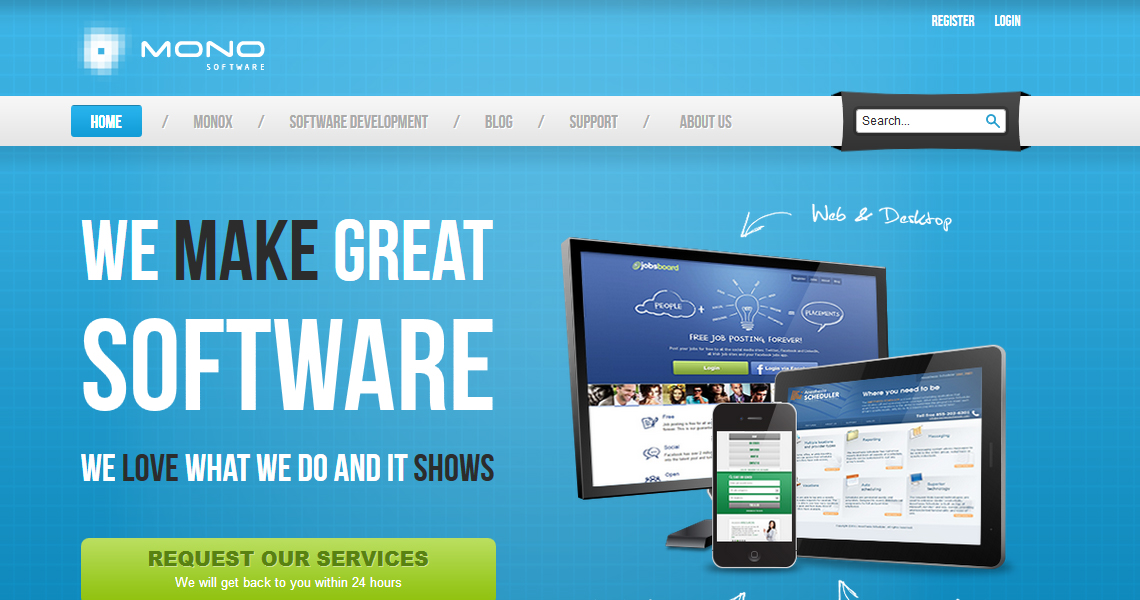 REGISTER LOGIN
MONO
SOFTWARE
HOME / MONOX / SOFTWARE DEVELOPMENT / BLOG / SUPPORT / ABOUT US
Search...
WE MAKE GREAT
SOFTWARE
WE LOVE WHAT WE DO AND IT SHOWS
REQUEST OUR SERVICES
We will get back to you within 24 hours
Web & Desktop
jobsboard
PEOPLE + = PLACEMENTS
FREE JOB POSTING FOREVER!
Login
Free
Social
Open
SCHEDULER
Where you need to be
Reporting
Messaging